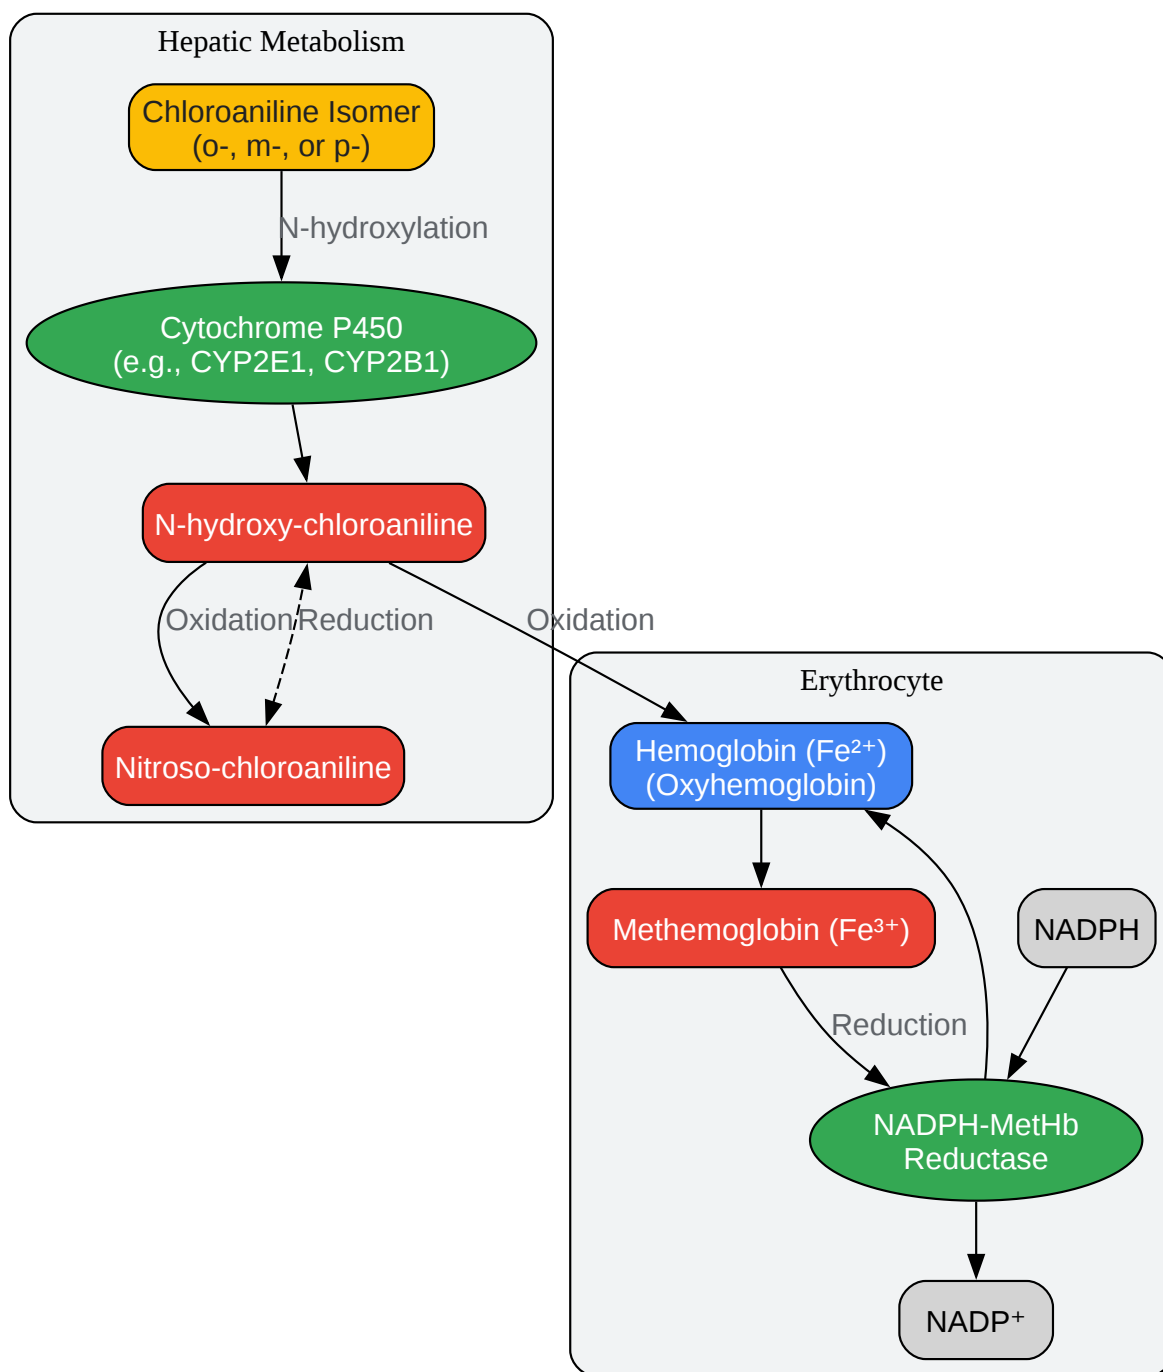 Hepatic Metabolism
Chloroaniline Isomer
(o-, m-, or p-)
N-hydroxylation
Cytochrome P450
(e.g., CYP2E1, CYP2B1)
N-hydroxy-chloroaniline
Oxidation
Reduction
Oxidation
Nitroso-chloroaniline
Erythrocyte
Hemoglobin (Fe²⁺)
(Oxyhemoglobin)
Methemoglobin (Fe³⁺)
NADPH
Reduction
NADPH-MetHb
Reductase
NADP⁺